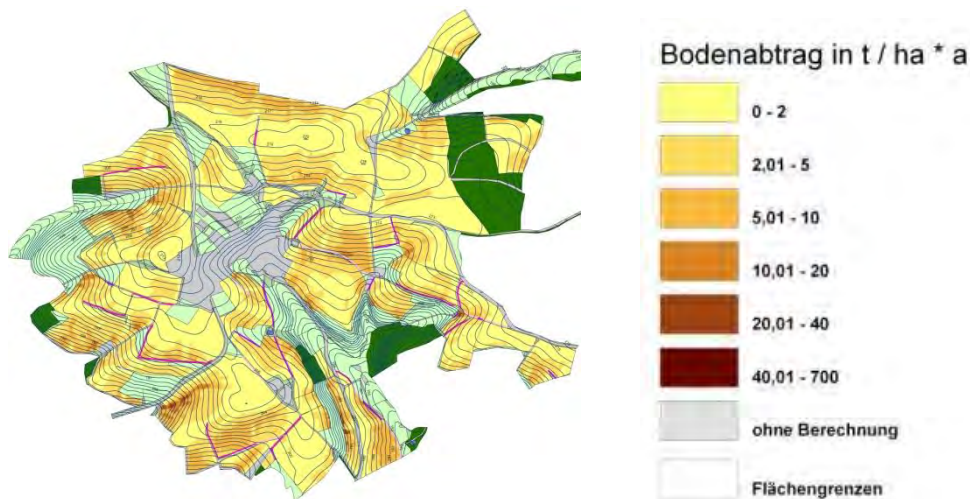 Bodenabtrag in t / ha * a
0 - 2
2,01 - 5
5,01 - 10
10,01 - 20
20,01 - 40
40,01 - 700
ohne Berechnung
Flächengrenzen